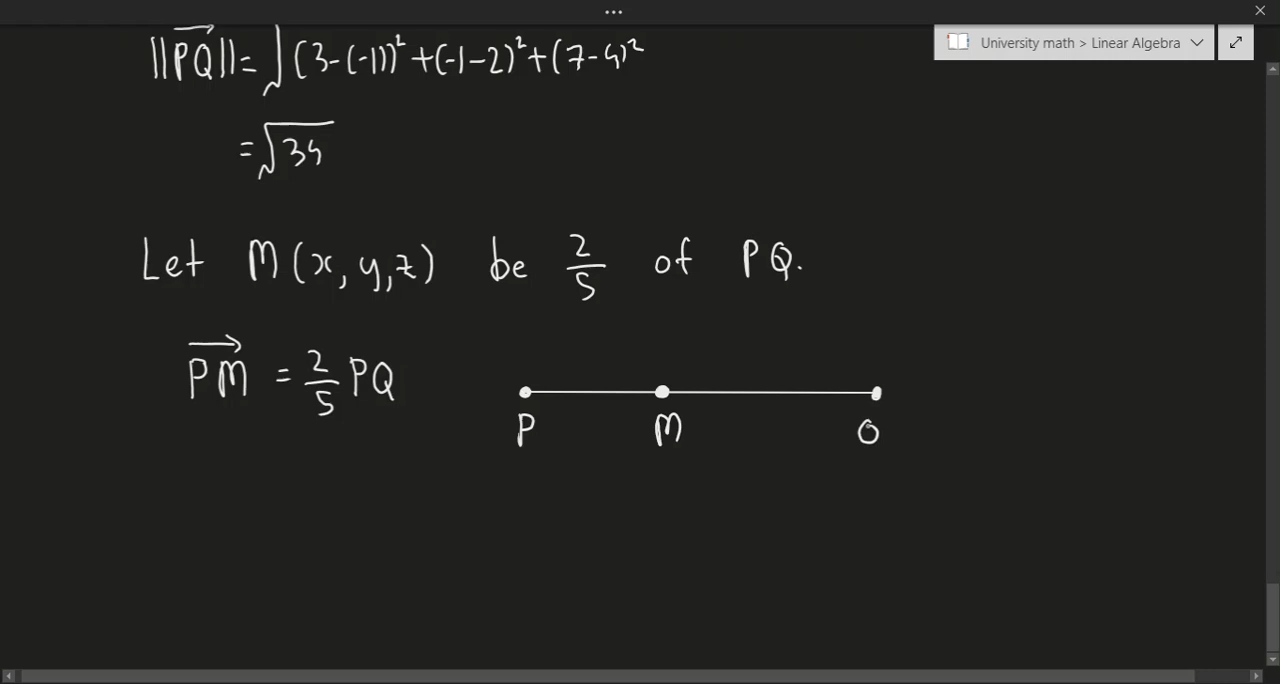 University math > Linear Algebra
||PQ|| = √(3-(-1))² + (-1-2)² + (7-4)²
= √34
Let M(x, y, z) be 2/5 of PQ.
PM = 2/5 PQ
P M Q